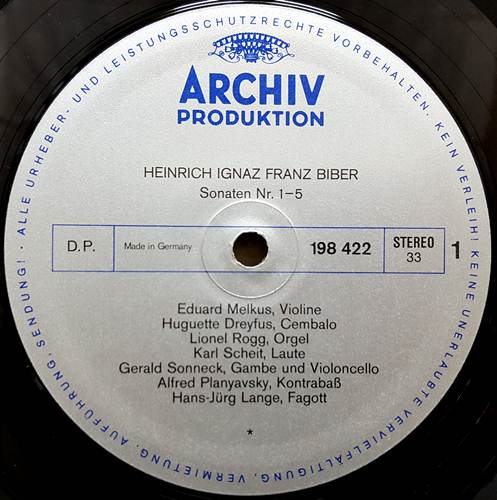 ALLE URHEBER- UND LEISTUNGSSCHUTZRECHTE VORBEHALTEN. KEIN VERLEIH! KEINE UNERLAUBTE VERVIELFÄLTIGUNG, VERMIETUNG, AUFFÜHRUNG, SENDUNG! ·
ARCHIV
PRODUKTION
HEINRICH IGNAZ FRANZ BIBER
Sonaten Nr. 1-5
D.P. Made in Germany 198 422 STEREO 33 1
Eduard Melkus, Violine
Huguette Dreyfus, Cembalo
Lionel Rogg, Orgel
Karl Scheit, Laute
Gerald Sonneck, Gambe und Violoncello
Alfred Planyavsky, Kontrabaß
Hans-Jürg Lange, Fagott
*